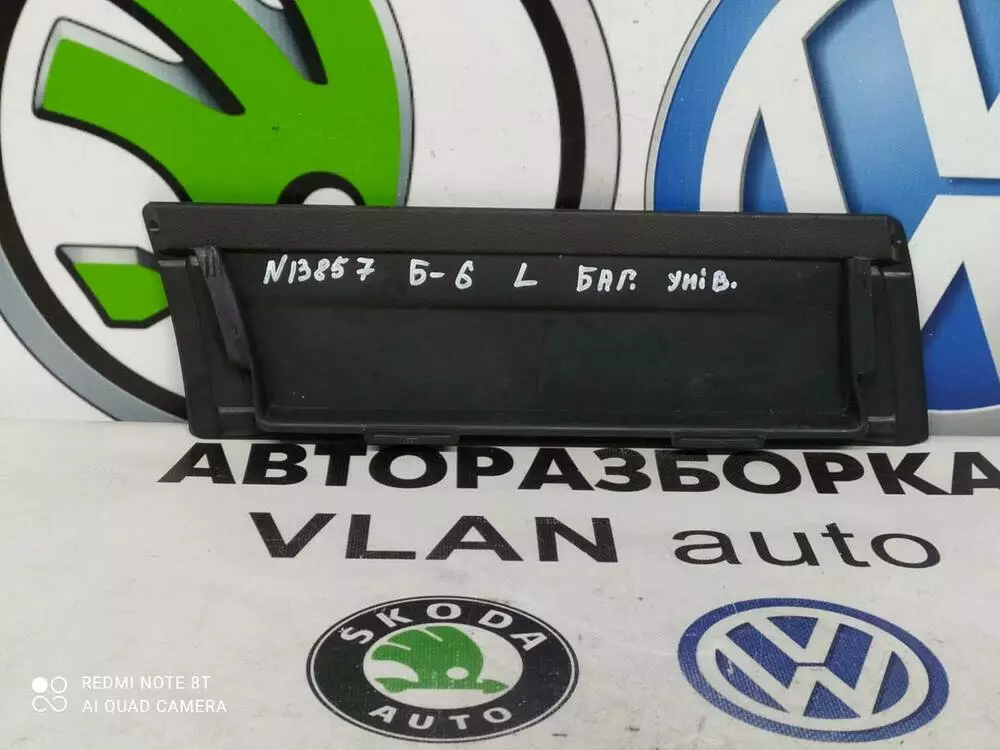 N13857 Б-6 L БАГ. УНІВ.
АВТОРАЗБОРКА
VLAN auto
ŠKODA
AUTO
REDMI NOTE 8T
AI QUAD CAMERA